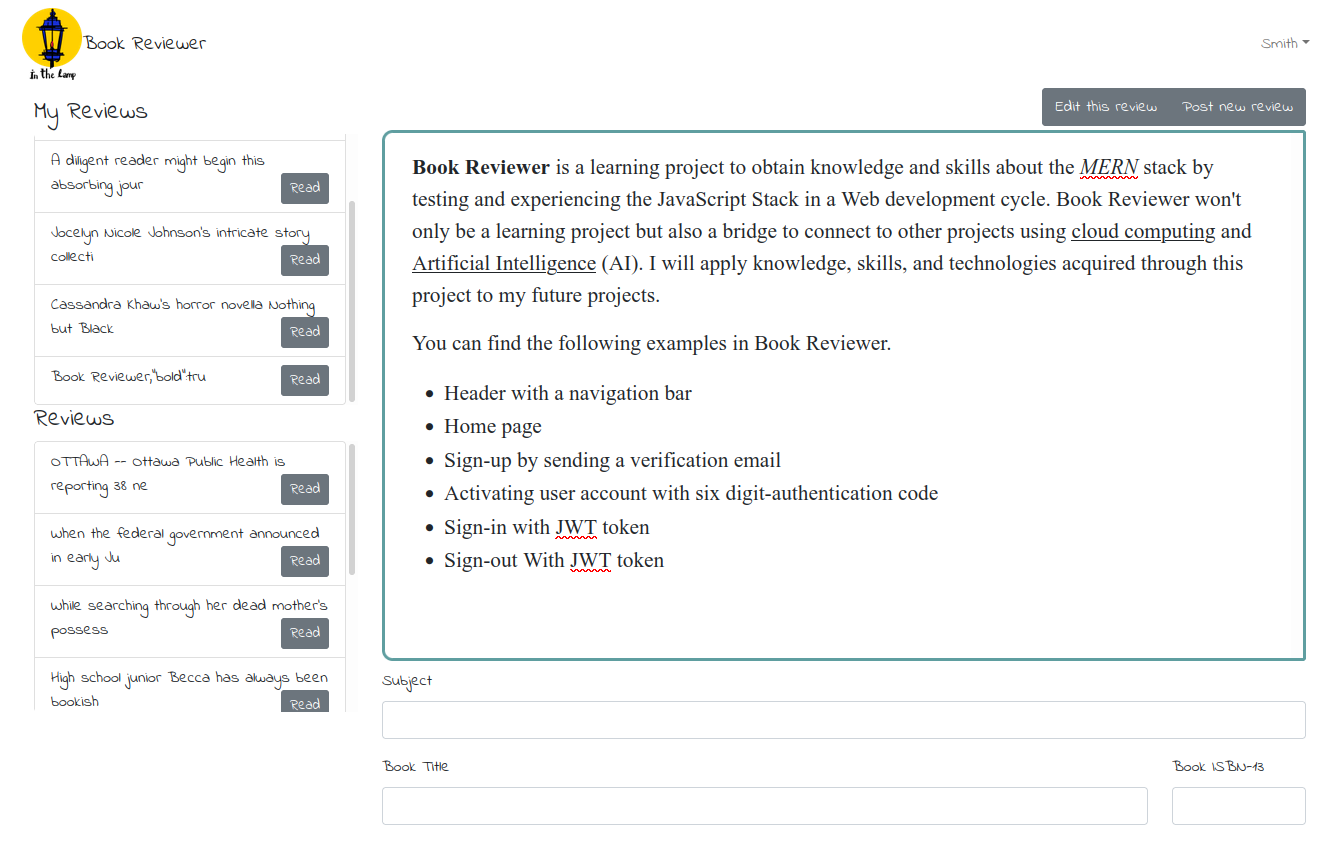 Book Reviewer
in the Lamp
Smith
My Reviews
Edit this review
Post new review
A diligent reader might begin this
absorbing jour
Read
Jocelyn Nicole Johnson's intricate story
collecti
Read
Cassandra Khaw's horror novella Nothing
but Black
Read
Book Reviewer,"bold":tru
Read
Reviews
OTTAWA -- Ottawa Public Health is
reporting 38 ne
Read
When the federal government announced
in early Ju
Read
While searching through her dead mother's
possess
Read
High school junior Becca has always been
bookish
Read
Book Reviewer is a learning project to obtain knowledge and skills about the MERN stack by
testing and experiencing the JavaScript Stack in a Web development cycle. Book Reviewer won't
only be a learning project but also a bridge to connect to other projects using cloud computing and
Artificial Intelligence (AI). I will apply knowledge, skills, and technologies acquired through this
project to my future projects.
You can find the following examples in Book Reviewer.
• Header with a navigation bar
• Home page
• Sign-up by sending a verification email
• Activating user account with six digit-authentication code
• Sign-in with JWT token
• Sign-out With JWT token
Subject
Book Title
Book ISBN-13